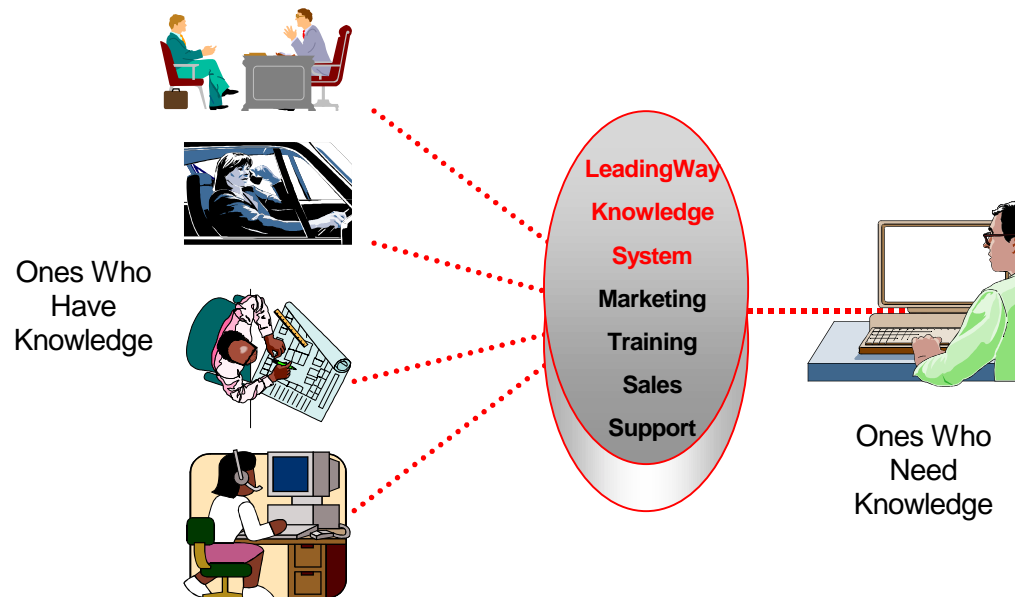 Ones Who
Have
Knowledge
LeadingWay
Knowledge
System
Marketing
Training
Sales
Support
Ones Who
Need
Knowledge